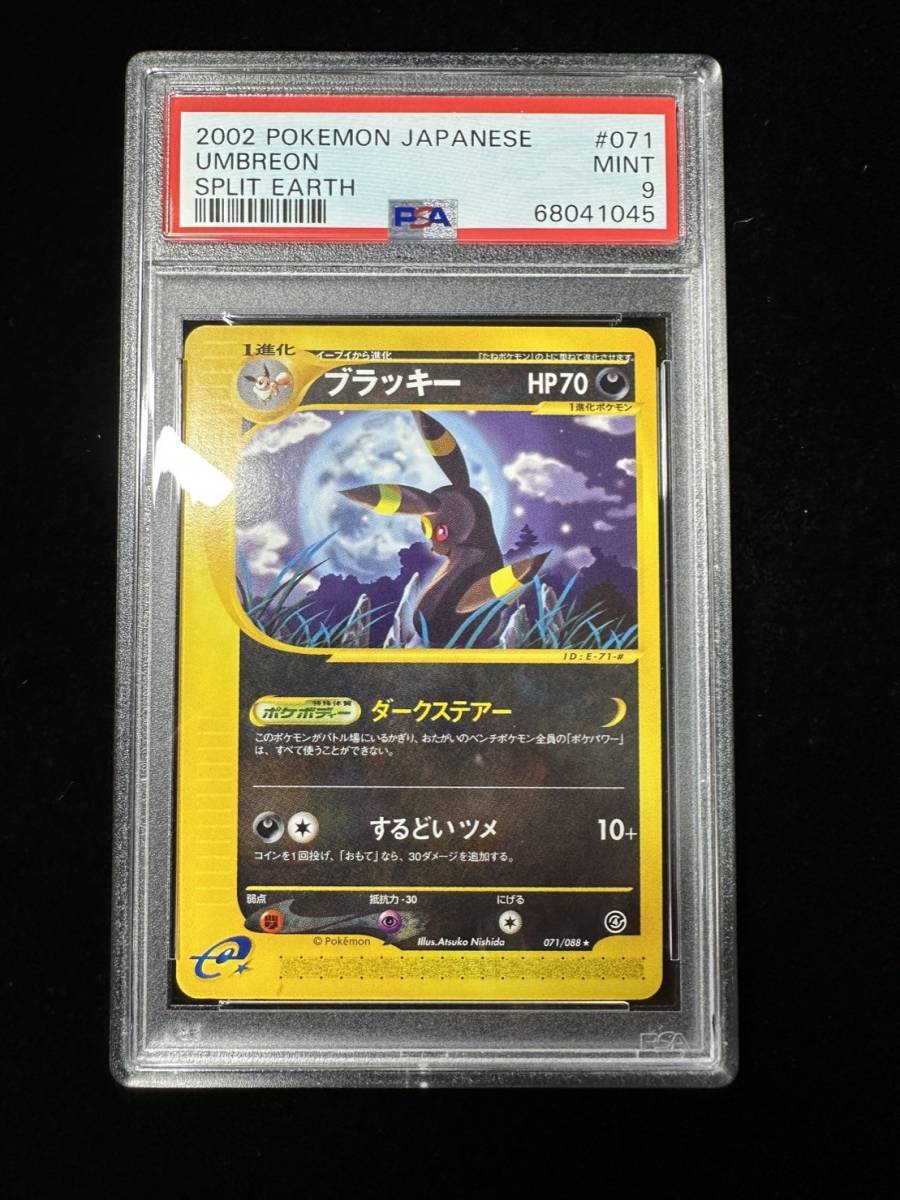 2002 POKEMON JAPANESE #071
UMBREON MINT
SPLIT EARTH 9
PSA 68041045
1進化 イーブイから進化 「たねポケモン」の上に重ねて進化させます
ブラッキー HP70
1進化ポケモン
ID:E-71-#
特殊体質
ポケボディー ダークステアー
このポケモンがバトル場にいるかぎり、おたがいのベンチポケモン全員の「ポケパワー」
は、すべて使うことができない。
するどいツメ 10+
コインを1回投げ、「おもて」なら、30ダメージを追加する。
弱点 抵抗力-30 にげる
©Pokémon Illus.Atsuko Nishida 071/088★
e
PSA